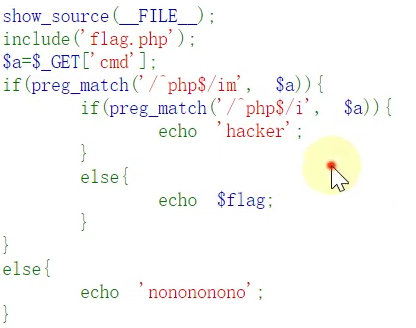 show_source(__FILE__);
include('flag.php');
$a=$_GET['cmd'];
if(preg_match('/^php$/im', $a)){
if(preg_match('/^php$/i', $a)){
echo 'hacker';
}
else{
echo $flag;
}
}
else{
echo 'nonononono';
}